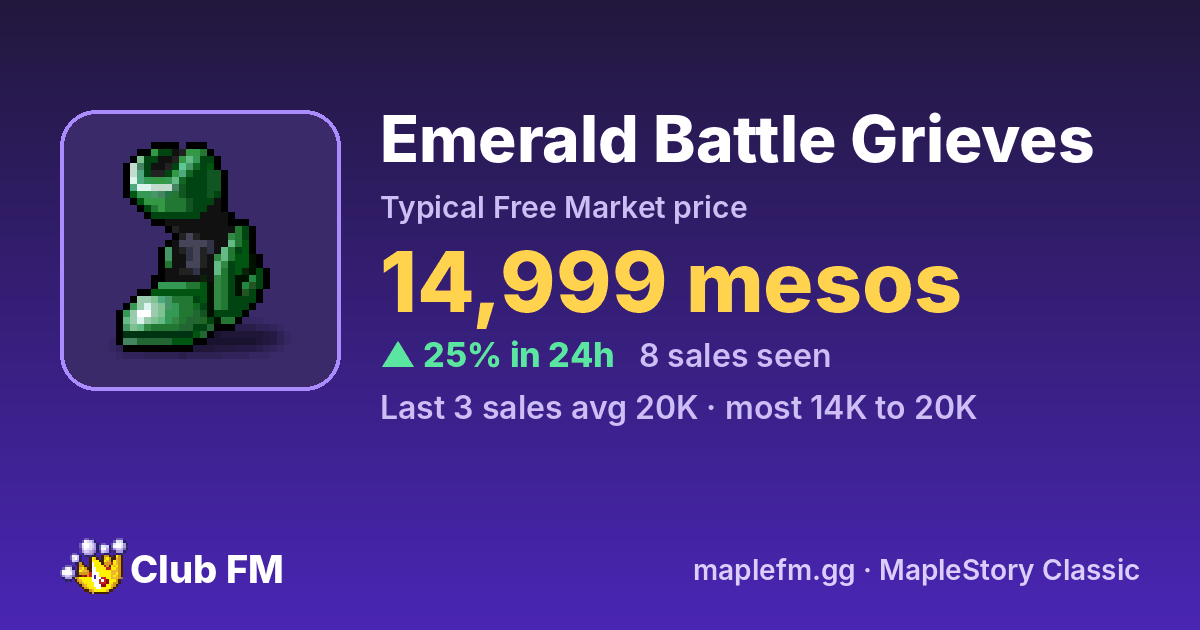 Emerald Battle Grieves
Typical Free Market price
14,999 mesos
▲ 25% in 24h 8 sales seen
Last 3 sales avg 20K · most 14K to 20K
Club FM
maplefm.gg · MapleStory Classic